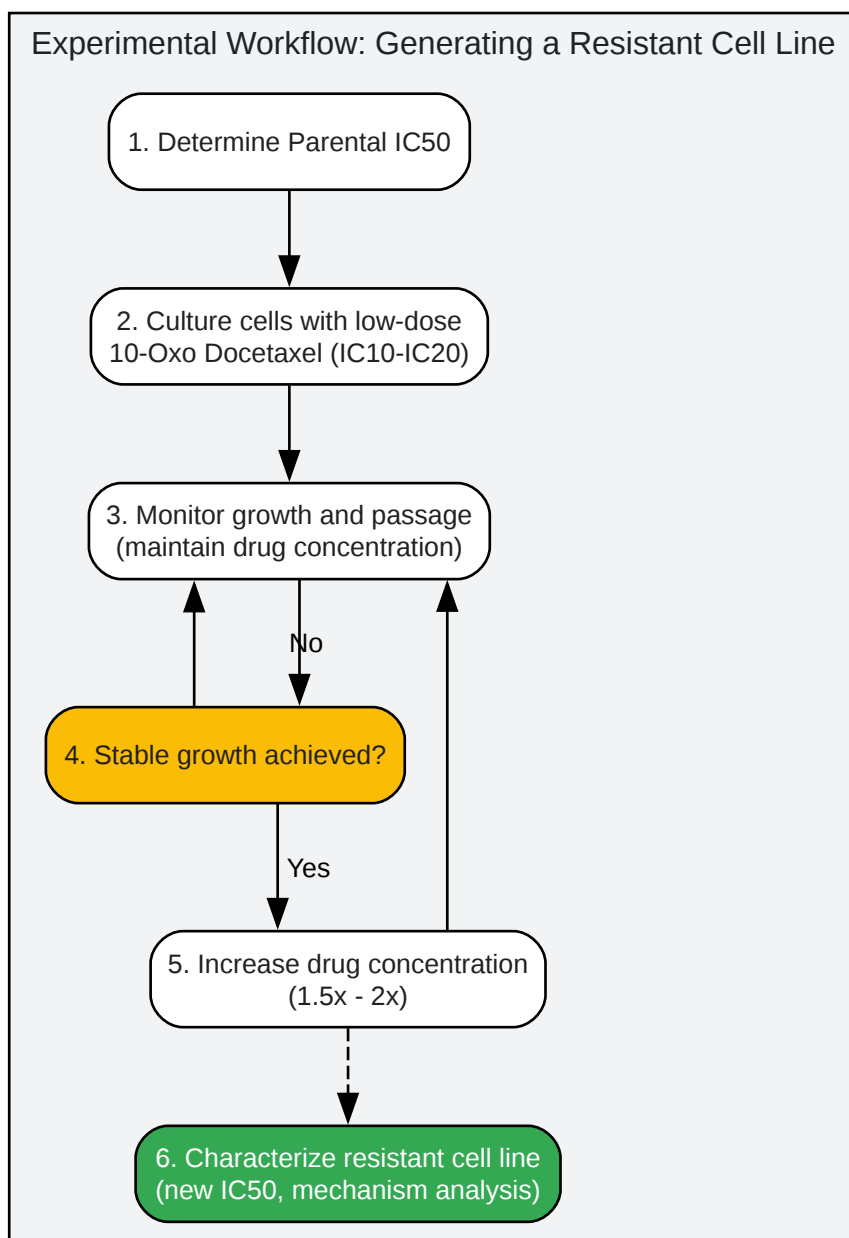 Experimental Workflow: Generating a Resistant Cell Line
1. Determine Parental IC50
2. Culture cells with low-dose
10-Oxo Docetaxel (IC10-IC20)
3. Monitor growth and passage
(maintain drug concentration)
No
4. Stable growth achieved?
Yes
5. Increase drug concentration
(1.5x - 2x)
6. Characterize resistant cell line
(new IC50, mechanism analysis)